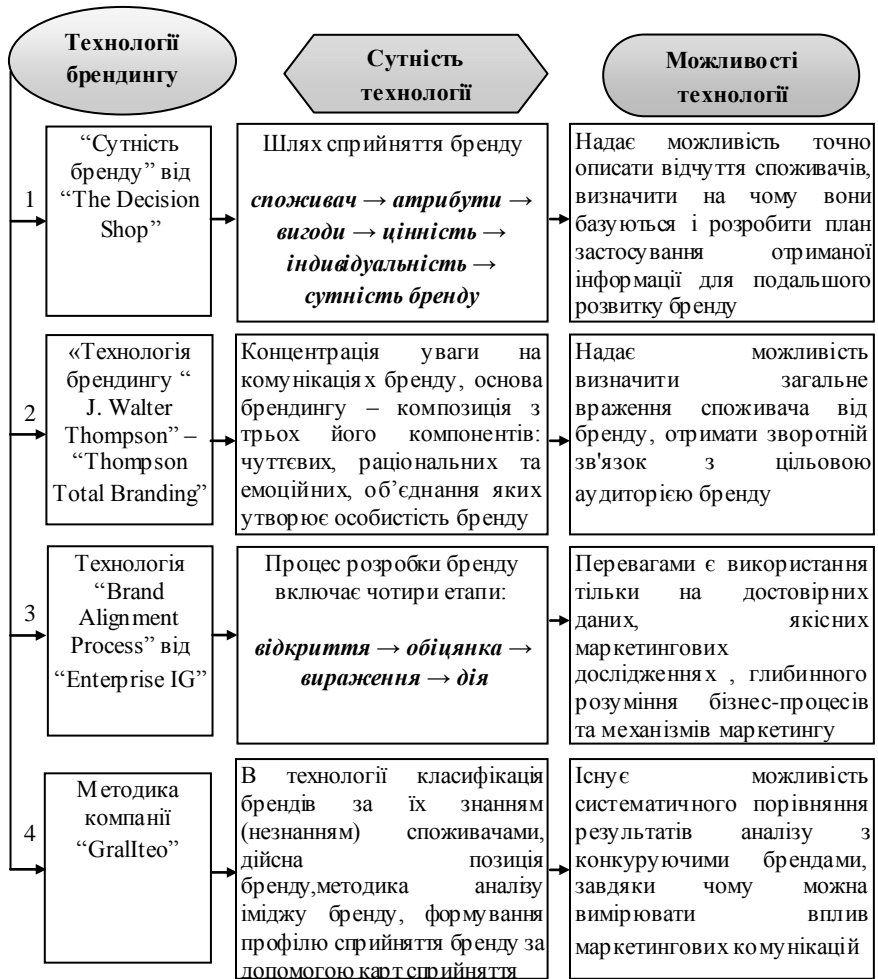 Технології
брендингу
Сутність
технології
Можливості
технології
1
“Сутність
бренду” від
“The Decision
Shop”
Шлях сприйняття бренду
споживач → атрибути →
вигоди → цінність →
індивідуальність →
сутність бренду
Надає можливість точно
описати відчуття споживачів,
визначити на чому вони
базуються і розробити план
застосування отриманої
інформації для подальшого
розвитку бренду
2
«Технологія
брендингу “
J. Walter
Thompson” –
“Thompson
Total Branding”
Концентрація уваги на
комунікаціях бренду, основа
брендингу – композиція з
трьох його компонентів:
чуттєвих, раціональних та
емоційних, об’єднання яких
утворює особистість бренду
Надає можливість
визначити загальне
враження споживача від
бренду, отримати зворотній
зв'язок з цільовою
аудиторією бренду
3
Технологія
“Brand
Alignment
Process” від
“Enterprise IG”
Процес розробки бренду
включає чотири етапи:
відкриття → обіцянка →
вираження → дія
Перевагами є використання
тільки на достовірних
даних, якісних
маркетингових
дослідженнях , глибинного
розуміння бізнес-процесів
та механізмів маркетингу
4
Методика
компанії
“GralIteo”
В технології класифікація
брендів за їх знанням
(незнанням) споживачами,
дійсна позиція
бренду,методика аналізу
іміджу бренду, формування
профілю сприйняття бренду за
допомогою карт сприйняття
Існує можливість
систематичного порівняння
результатів аналізу з
конкуруючими брендами,
завдяки чому можна
вимірювати вплив
маркетингових комунікацій